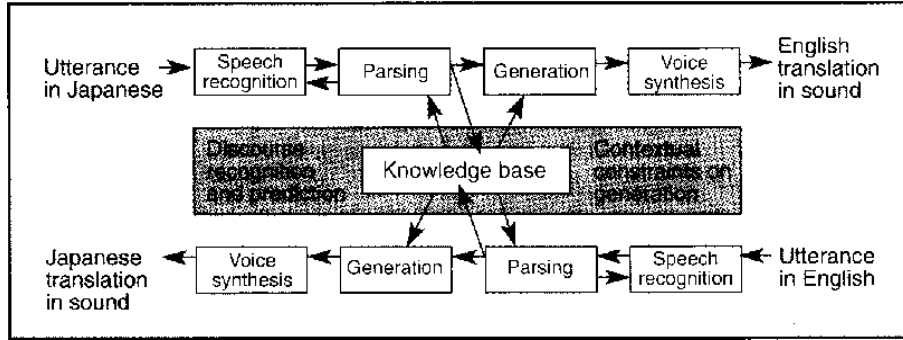 Utterance
in Japanese
Speech
recognition
Parsing
Generation
Voice
synthesis
English
translation
in sound
Discourse
recognition
and prediction
Knowledge base
Contextual
constraints on
generation
Japanese
translation
in sound
Voice
synthesis
Generation
Parsing
Speech
recognition
Utterance
in English